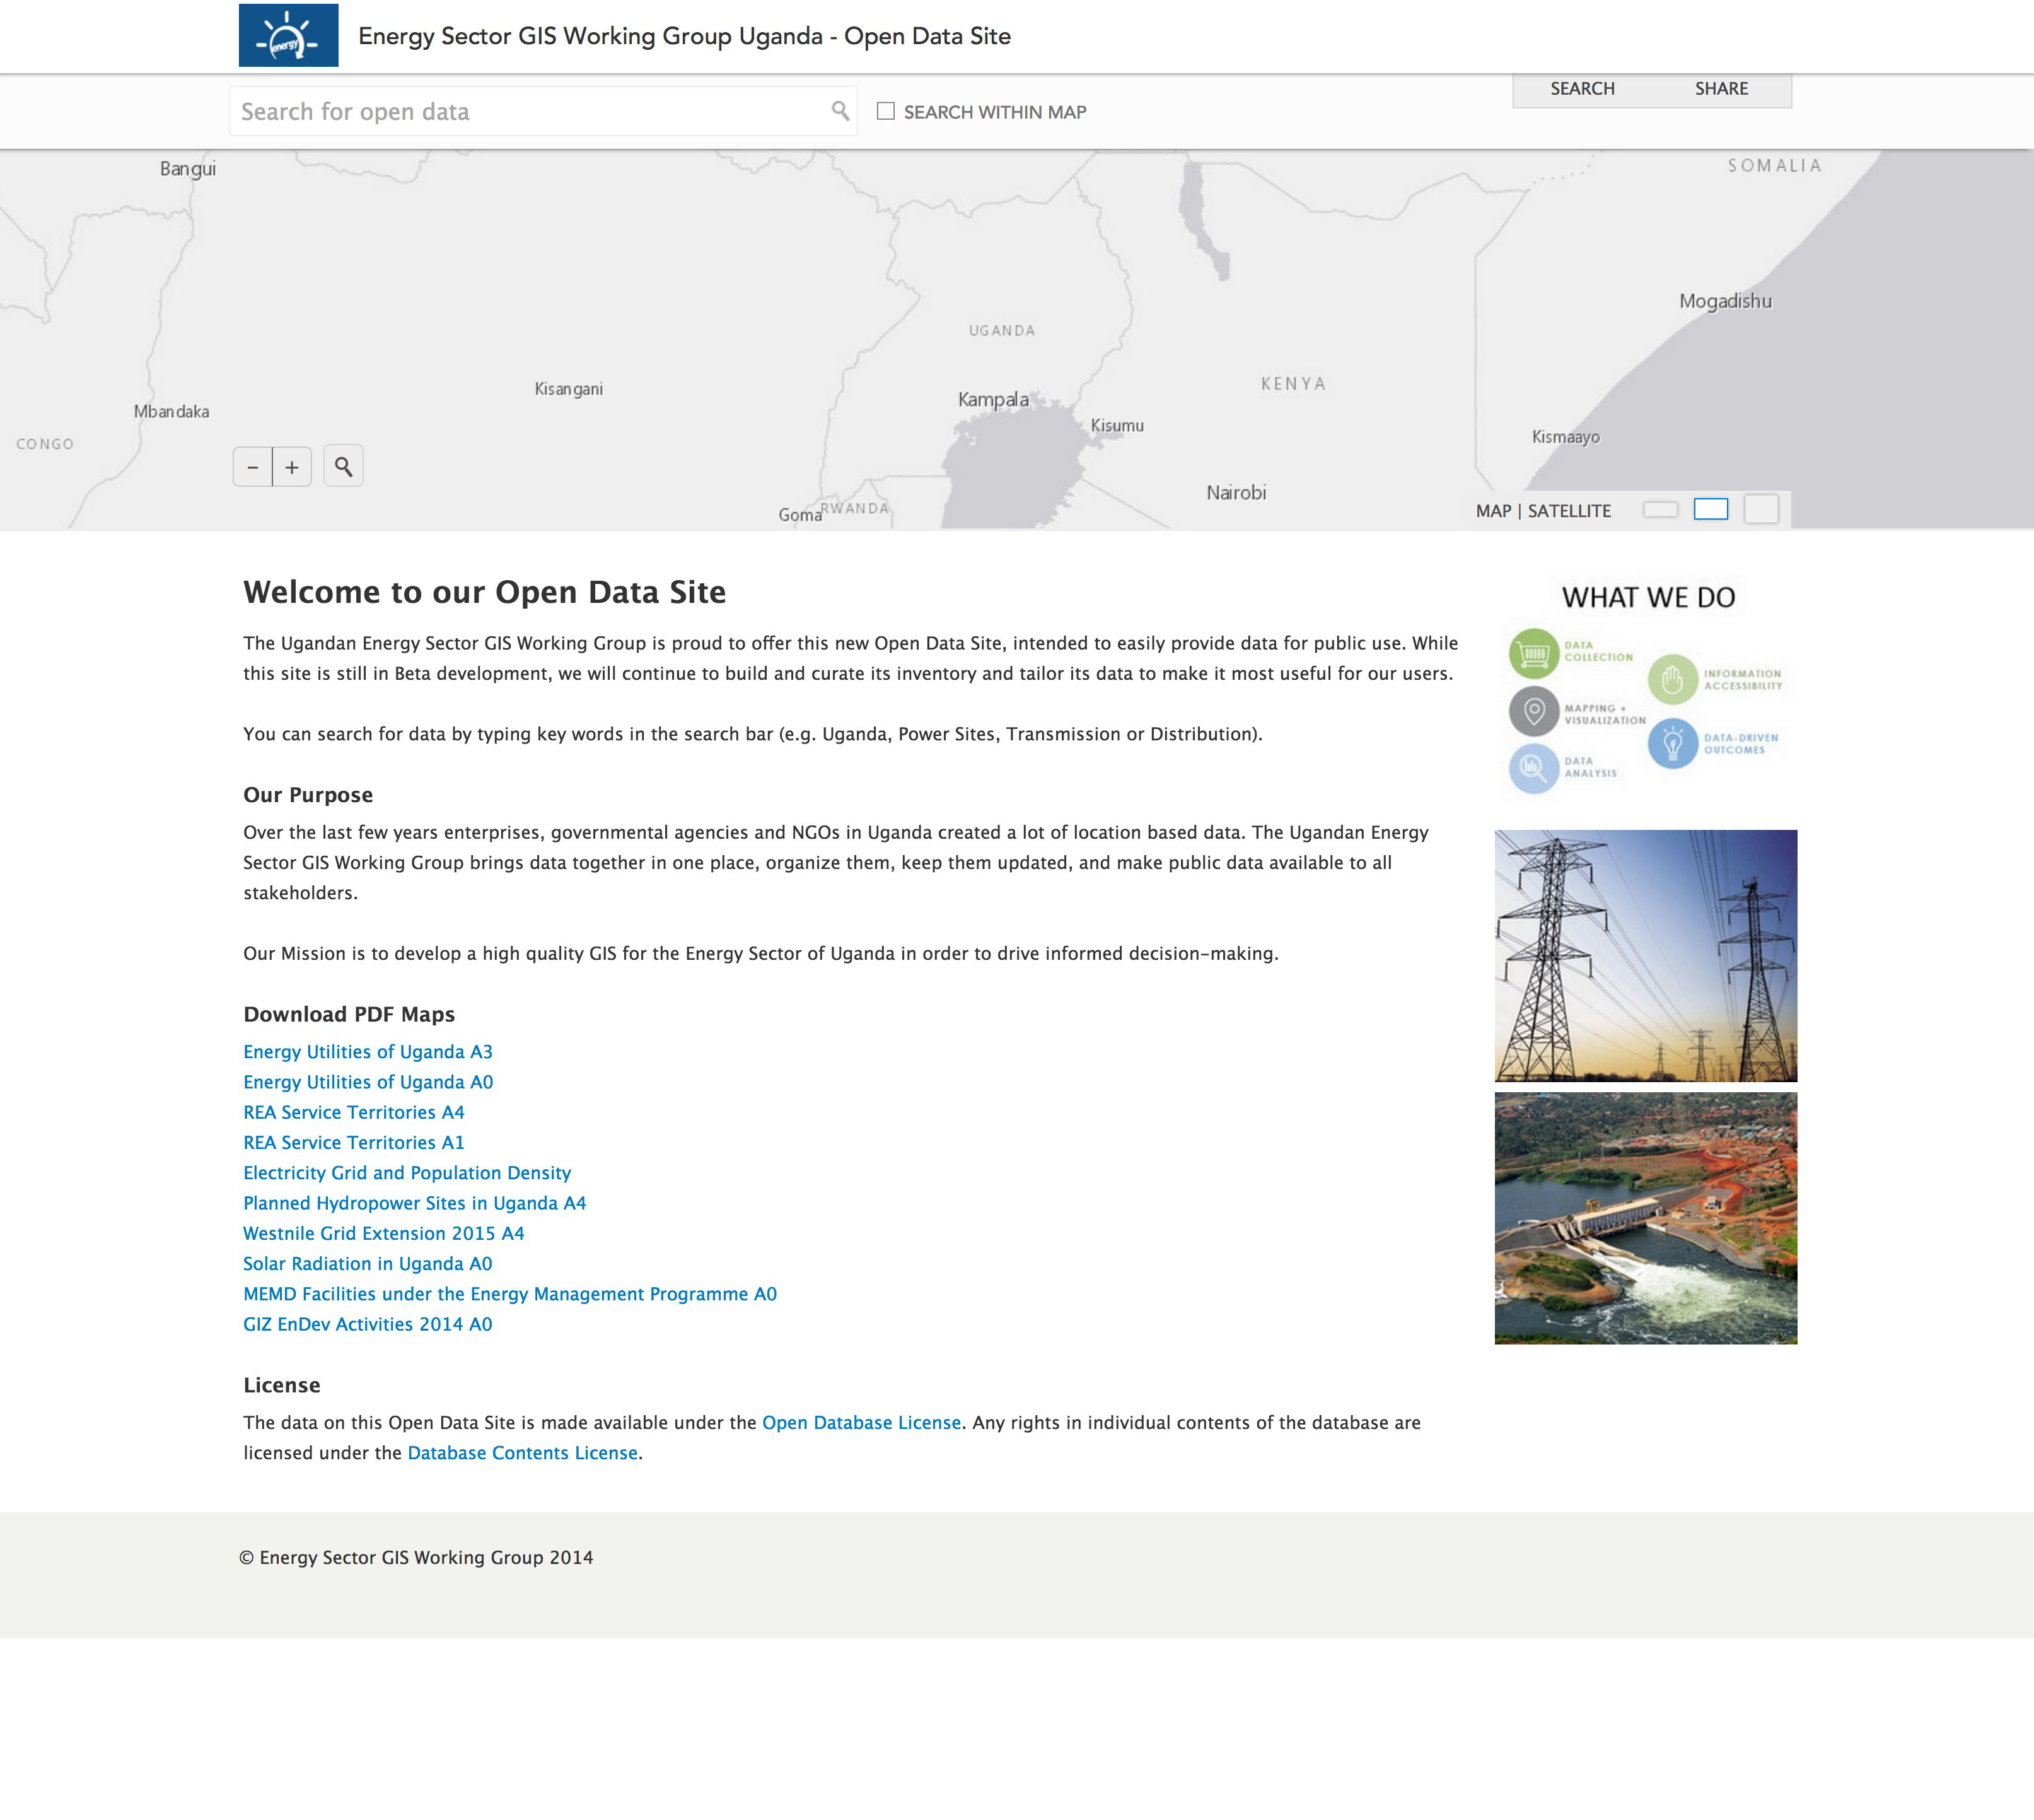 energy
Energy Sector GIS Working Group Uganda - Open Data Site
SEARCH
SHARE
Search for open data
SEARCH WITHIN MAP
Bangui
SOMALIA
Mogadishu
UGANDA
Kisangani
KENYA
Kampala
Mbandaka
Kisumu
CONGO
Kismaayo
- +
Nairobi
Goma
RWANDA
MAP | SATELLITE
Welcome to our Open Data Site
The Ugandan Energy Sector GIS Working Group is proud to offer this new Open Data Site, intended to easily provide data for public use. While
this site is still in Beta development, we will continue to build and curate its inventory and tailor its data to make it most useful for our users.
You can search for data by typing key words in the search bar (e.g. Uganda, Power Sites, Transmission or Distribution).
Our Purpose
Over the last few years enterprises, governmental agencies and NGOs in Uganda created a lot of location based data. The Ugandan Energy
Sector GIS Working Group brings data together in one place, organize them, keep them updated, and make public data available to all
stakeholders.
Our Mission is to develop a high quality GIS for the Energy Sector of Uganda in order to drive informed decision-making.
Download PDF Maps
Energy Utilities of Uganda A3
Energy Utilities of Uganda A0
REA Service Territories A4
REA Service Territories A1
Electricity Grid and Population Density
Planned Hydropower Sites in Uganda A4
Westnile Grid Extension 2015 A4
Solar Radiation in Uganda A0
MEMD Facilities under the Energy Management Programme A0
GIZ EnDev Activities 2014 A0
License
The data on this Open Data Site is made available under the Open Database License. Any rights in individual contents of the database are
licensed under the Database Contents License.
WHAT WE DO
DATA
COLLECTION
INFORMATION
ACCESSIBILITY
MAPPING +
VISUALIZATION
DATA-DRIVEN
OUTCOMES
DATA
ANALYSIS
© Energy Sector GIS Working Group 2014